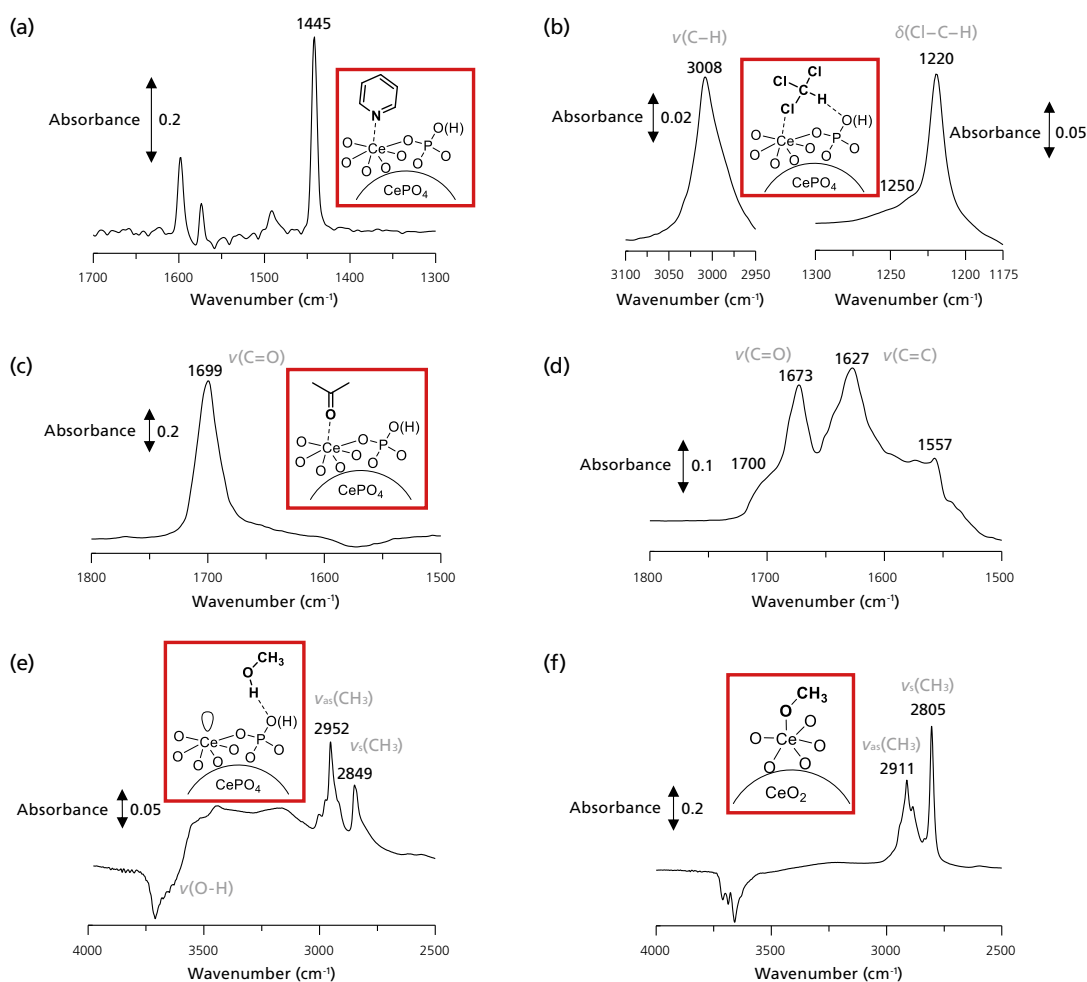 (a)
1445
Absorbance
0.2
N
Ce
O
O
O
O
O
O
P
O(H)
O
O
CePO4
1700
1600
1500
1400
1300
Wavenumber (cm-1)
(b)
ν(C–H)
3008
δ(Cl–C–H)
1220
Absorbance
0.02
Cl
Cl
C
H
Cl
Ce
O
O
O
O
O
O
P
O(H)
O
O
CePO4
1250
Absorbance
0.05
3100
3050
3000
2950
1300
1250
1200
1175
Wavenumber (cm-1)
Wavenumber (cm-1)
(c)
ν(C=O)
1699
Absorbance
0.2
O
Ce
O
O
O
O
O
O
P
O(H)
O
O
CePO4
1800
1700
1600
1500
Wavenumber (cm-1)
(d)
ν(C=O)
1673
1627
ν(C=C)
1557
1700
Absorbance
0.1
1800
1700
1600
1500
Wavenumber (cm-1)
(e)
CH3
O
H
O(H)
Ce
O
O
O
O
O
O
P
O
O
CePO4
νas(CH3)
2952
νs(CH3)
2849
Absorbance
0.05
ν(O-H)
4000
3500
3000
2500
Wavenumber (cm-1)
(f)
CH3
O
O
O
Ce
O
O
O
CeO2
νs(CH3)
2805
νas(CH3)
2911
Absorbance
0.2
4000
3500
3000
2500
Wavenumber (cm-1)